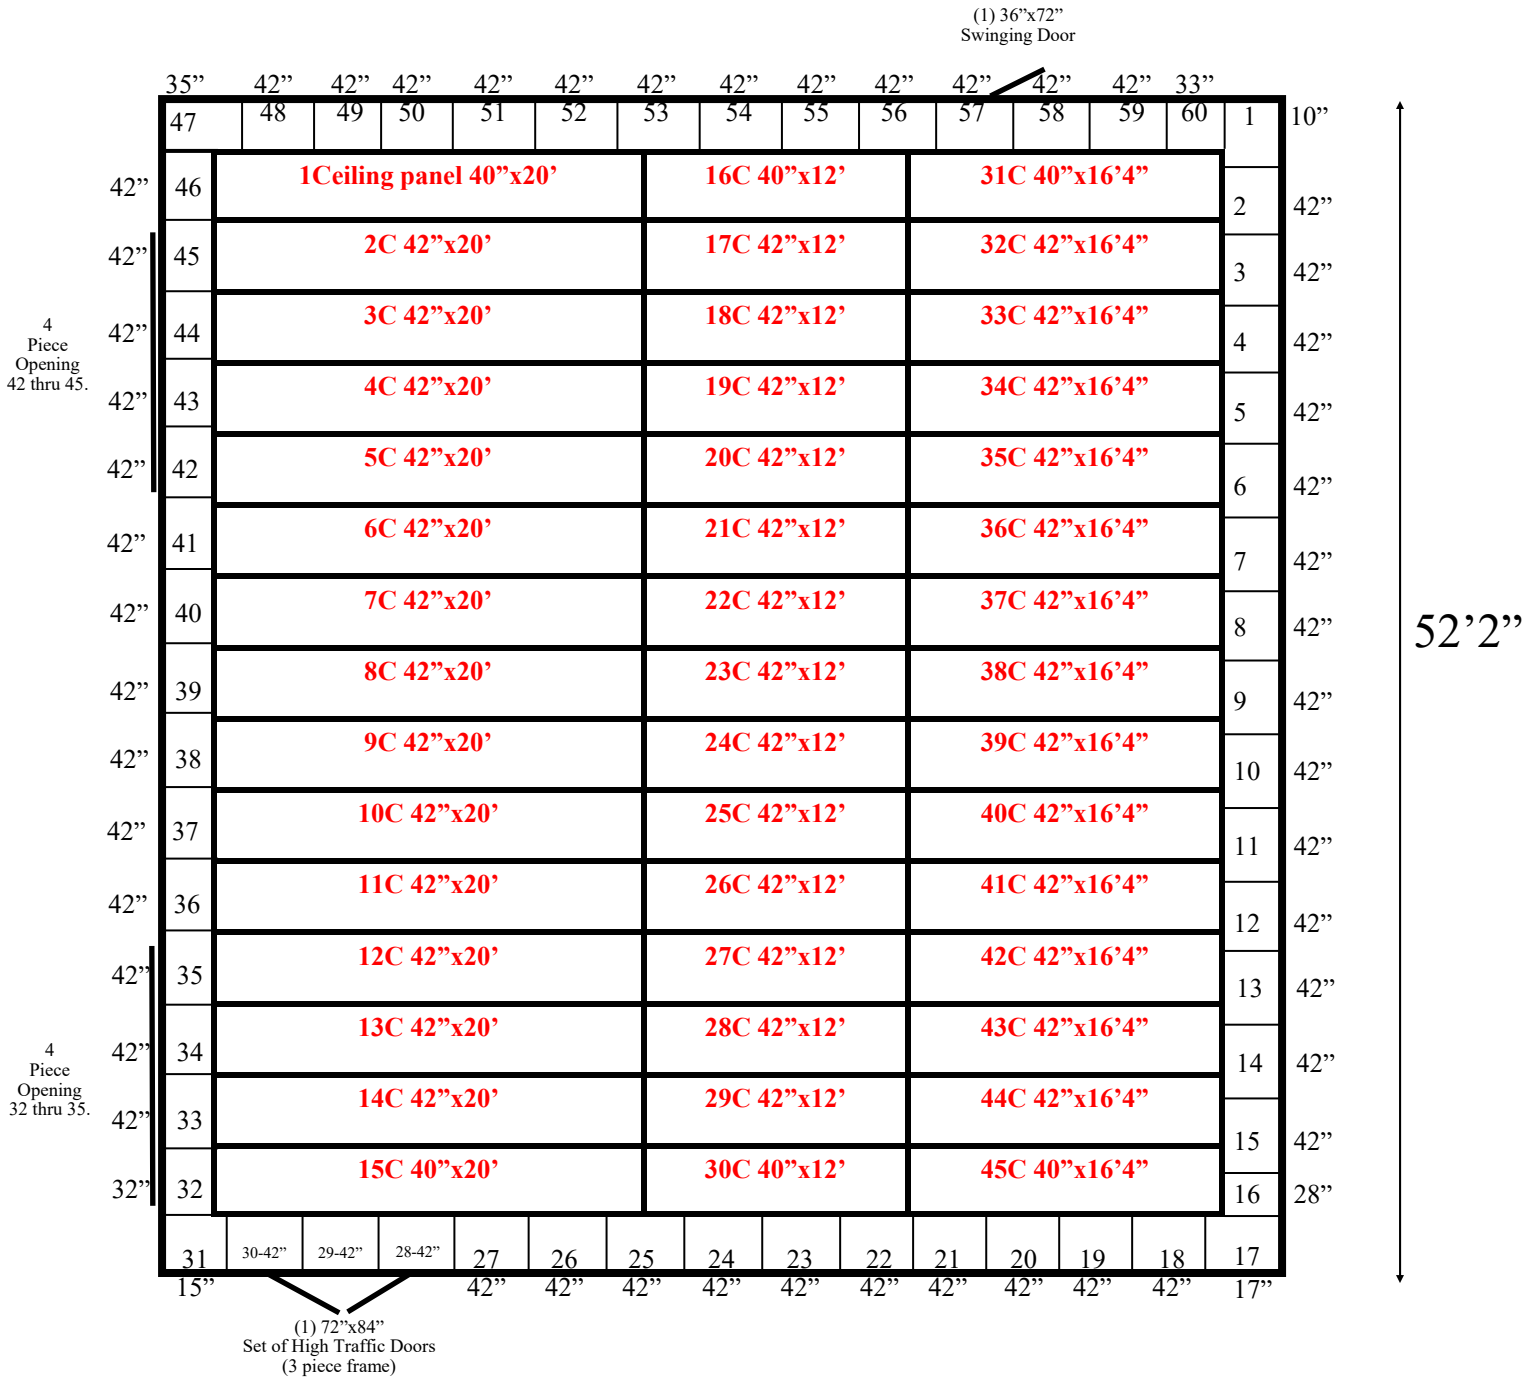 (1) 36”x72”
Swinging Door
35” 42” 42” 42” 42” 42” 42” 42” 42” 42” 42” 42” 42” 33”
47 48 49 50 51 52 53 54 55 56 57 58 59 60 1 10”
42” 46 1Ceiling panel 40”x20’ 16C 40”x12’ 31C 40”x16’4” 2 42”
42” 45 2C 42”x20’ 17C 42”x12’ 32C 42”x16’4” 3 42”
4
Piece
Opening
42 thru 45.
42” 44 3C 42”x20’ 18C 42”x12’ 33C 42”x16’4” 4 42”
42” 43 4C 42”x20’ 19C 42”x12’ 34C 42”x16’4” 5 42”
42” 42 5C 42”x20’ 20C 42”x12’ 35C 42”x16’4” 6 42”
42” 41 6C 42”x20’ 21C 42”x12’ 36C 42”x16’4” 7 42”
42” 40 7C 42”x20’ 22C 42”x12’ 37C 42”x16’4” 8 42”
52’2”
42” 39 8C 42”x20’ 23C 42”x12’ 38C 42”x16’4” 9 42”
42” 38 9C 42”x20’ 24C 42”x12’ 39C 42”x16’4” 10 42”
42” 37 10C 42”x20’ 25C 42”x12’ 40C 42”x16’4” 11 42”
42” 36 11C 42”x20’ 26C 42”x12’ 41C 42”x16’4” 12 42”
42” 35 12C 42”x20’ 27C 42”x12’ 42C 42”x16’4” 13 42”
4
Piece
Opening
32 thru 35.
42” 34 13C 42”x20’ 28C 42”x12’ 43C 42”x16’4” 14 42”
42” 33 14C 42”x20’ 29C 42”x12’ 44C 42”x16’4” 15 42”
32” 32 15C 40”x20’ 30C 40”x12’ 45C 40”x16’4” 16 28”
31 30-42” 29-42” 28-42” 27 26 25 24 23 22 21 20 19 18 17
15” 42” 42” 42” 42” 42” 42” 42” 42” 42” 42” 17”
(1) 72”x84”
Set of High Traffic Doors
(3 piece frame)